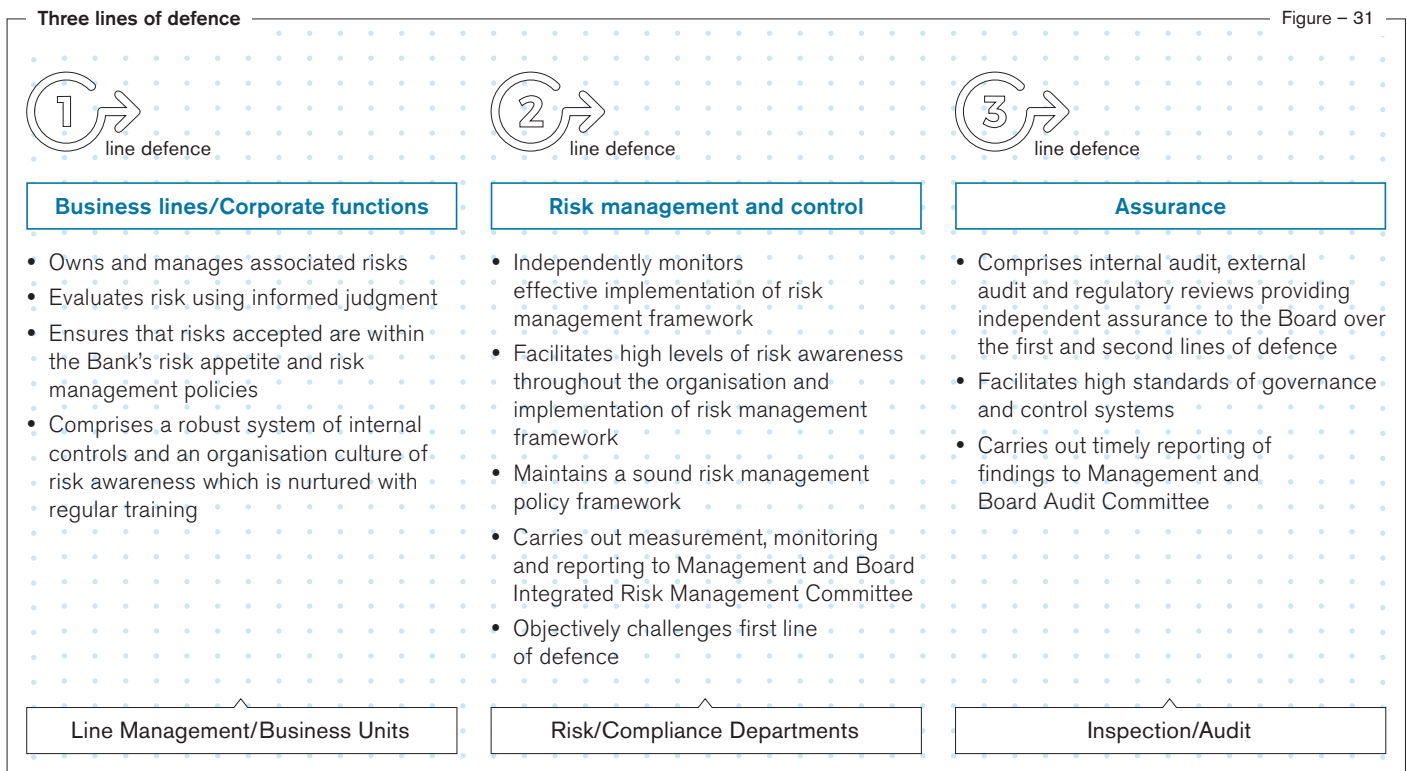 Three lines of defence
Figure – 31
1
line defence
Business lines/Corporate functions
• Owns and manages associated risks
• Evaluates risk using informed judgment
• Ensures that risks accepted are within
the Bank's risk appetite and risk
management policies
• Comprises a robust system of internal
controls and an organisation culture of
risk awareness which is nurtured with
regular training
Line Management/Business Units
2
line defence
Risk management and control
• Independently monitors
effective implementation of risk
management framework
• Facilitates high levels of risk awareness
throughout the organisation and
implementation of risk management
framework
• Maintains a sound risk management
policy framework
• Carries out measurement, monitoring
and reporting to Management and Board
Integrated Risk Management Committee
• Objectively challenges first line
of defence
Risk/Compliance Departments
3
line defence
Assurance
• Comprises internal audit, external
audit and regulatory reviews providing
independent assurance to the Board over
the first and second lines of defence
• Facilitates high standards of governance
and control systems
• Carries out timely reporting of
findings to Management and
Board Audit Committee
Inspection/Audit